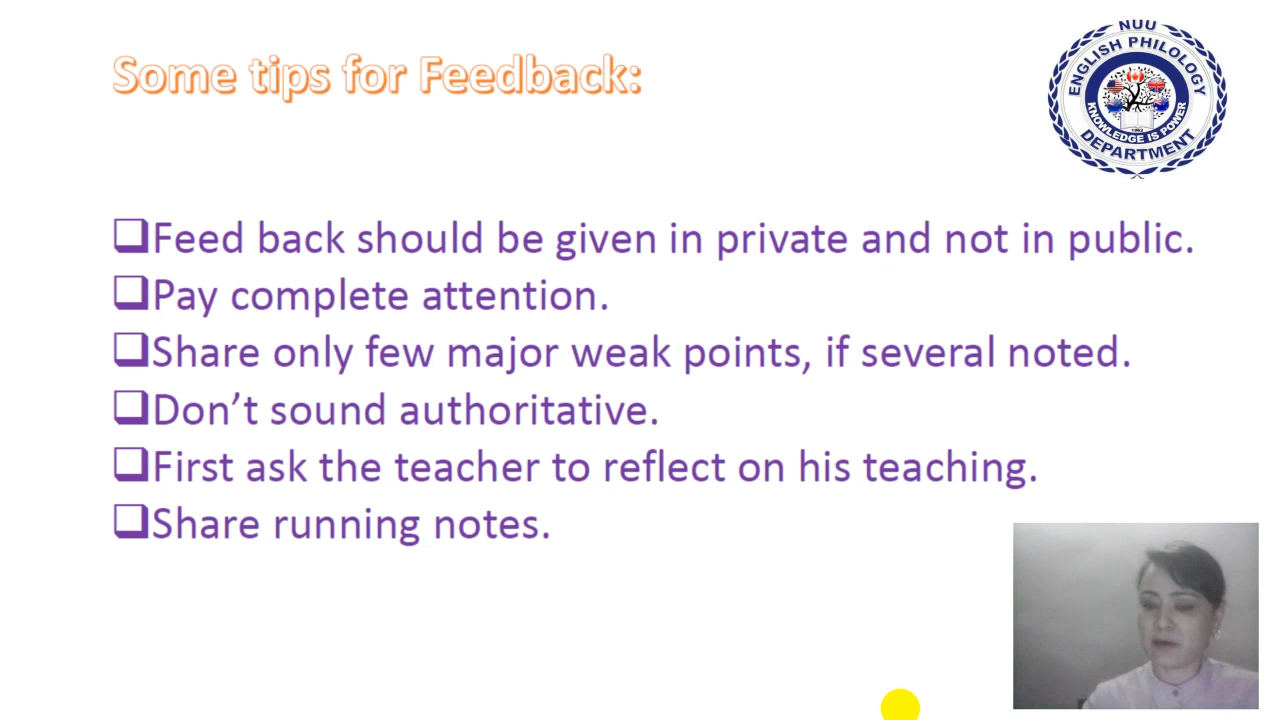 Some tips for Feedback:
NUU
ENGLISH PHILOLOGY
KNOWLEDGE IS POWER
1962
DEPARTMENT
❑Feed back should be given in private and not in public.
❑Pay complete attention.
❑Share only few major weak points, if several noted.
❑Don’t sound authoritative.
❑First ask the teacher to reflect on his teaching.
❑Share running notes.